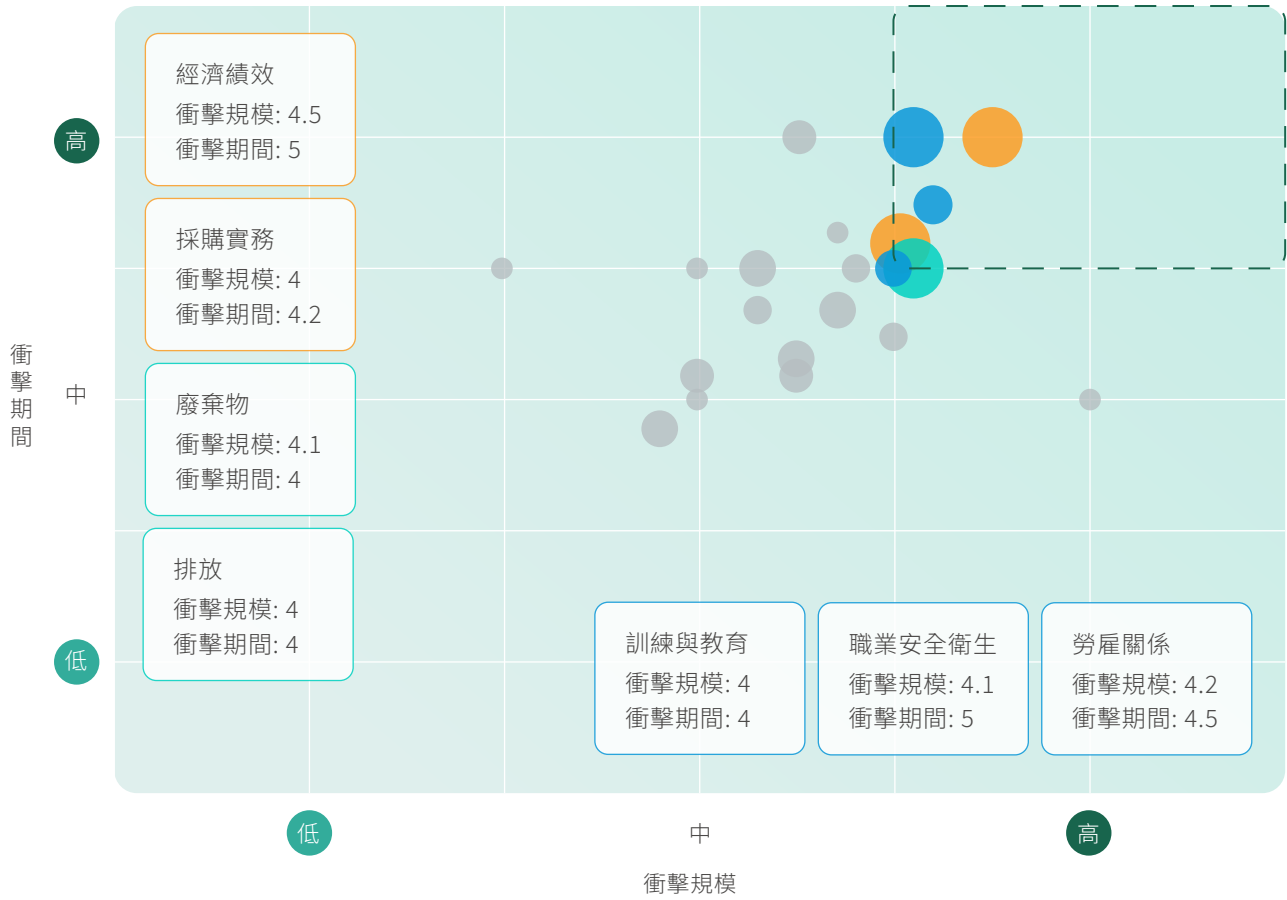 經濟績效
衝擊規模: 4.5
衝擊期間: 5
採購實務
衝擊規模: 4
衝擊期間: 4.2
廢棄物
衝擊規模: 4.1
衝擊期間: 4
排放
衝擊規模: 4
衝擊期間: 4
訓練與教育
衝擊規模: 4
衝擊期間: 4
職業安全衛生
衝擊規模: 4.1
衝擊期間: 5
勞雇關係
衝擊規模: 4.2
衝擊期間: 4.5
高
中
低
衝擊期間
低
中
高
衝擊規模